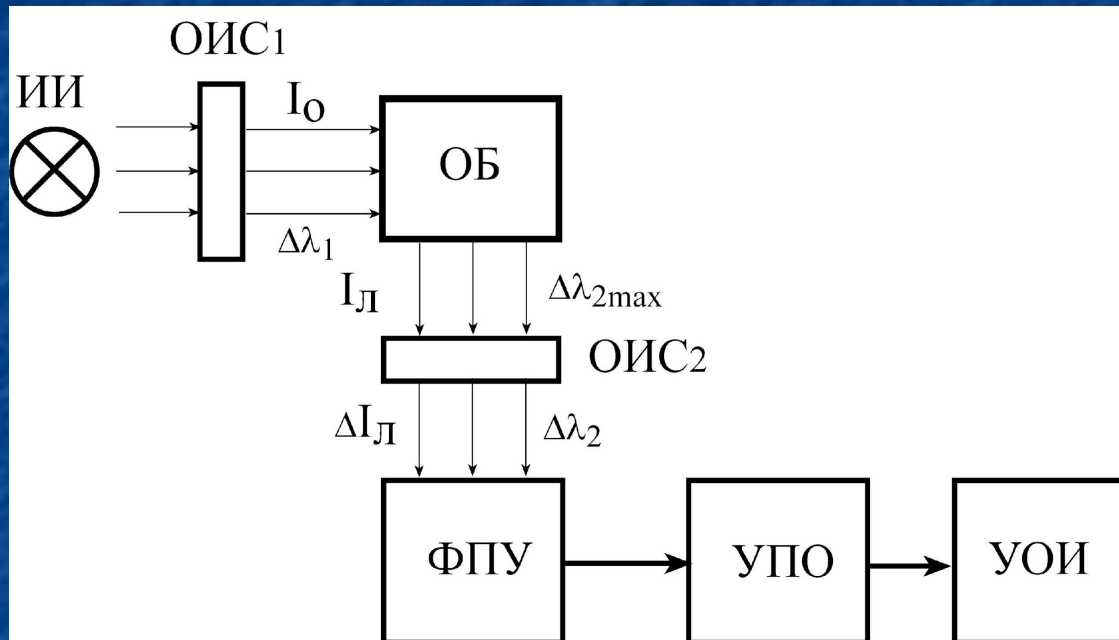 ОИС1
ИИ
Iо
ОБ
Δλ1
Iл
Δλ2max
ОИС2
ΔIл
Δλ2
ФПУ
УПО
УОИ